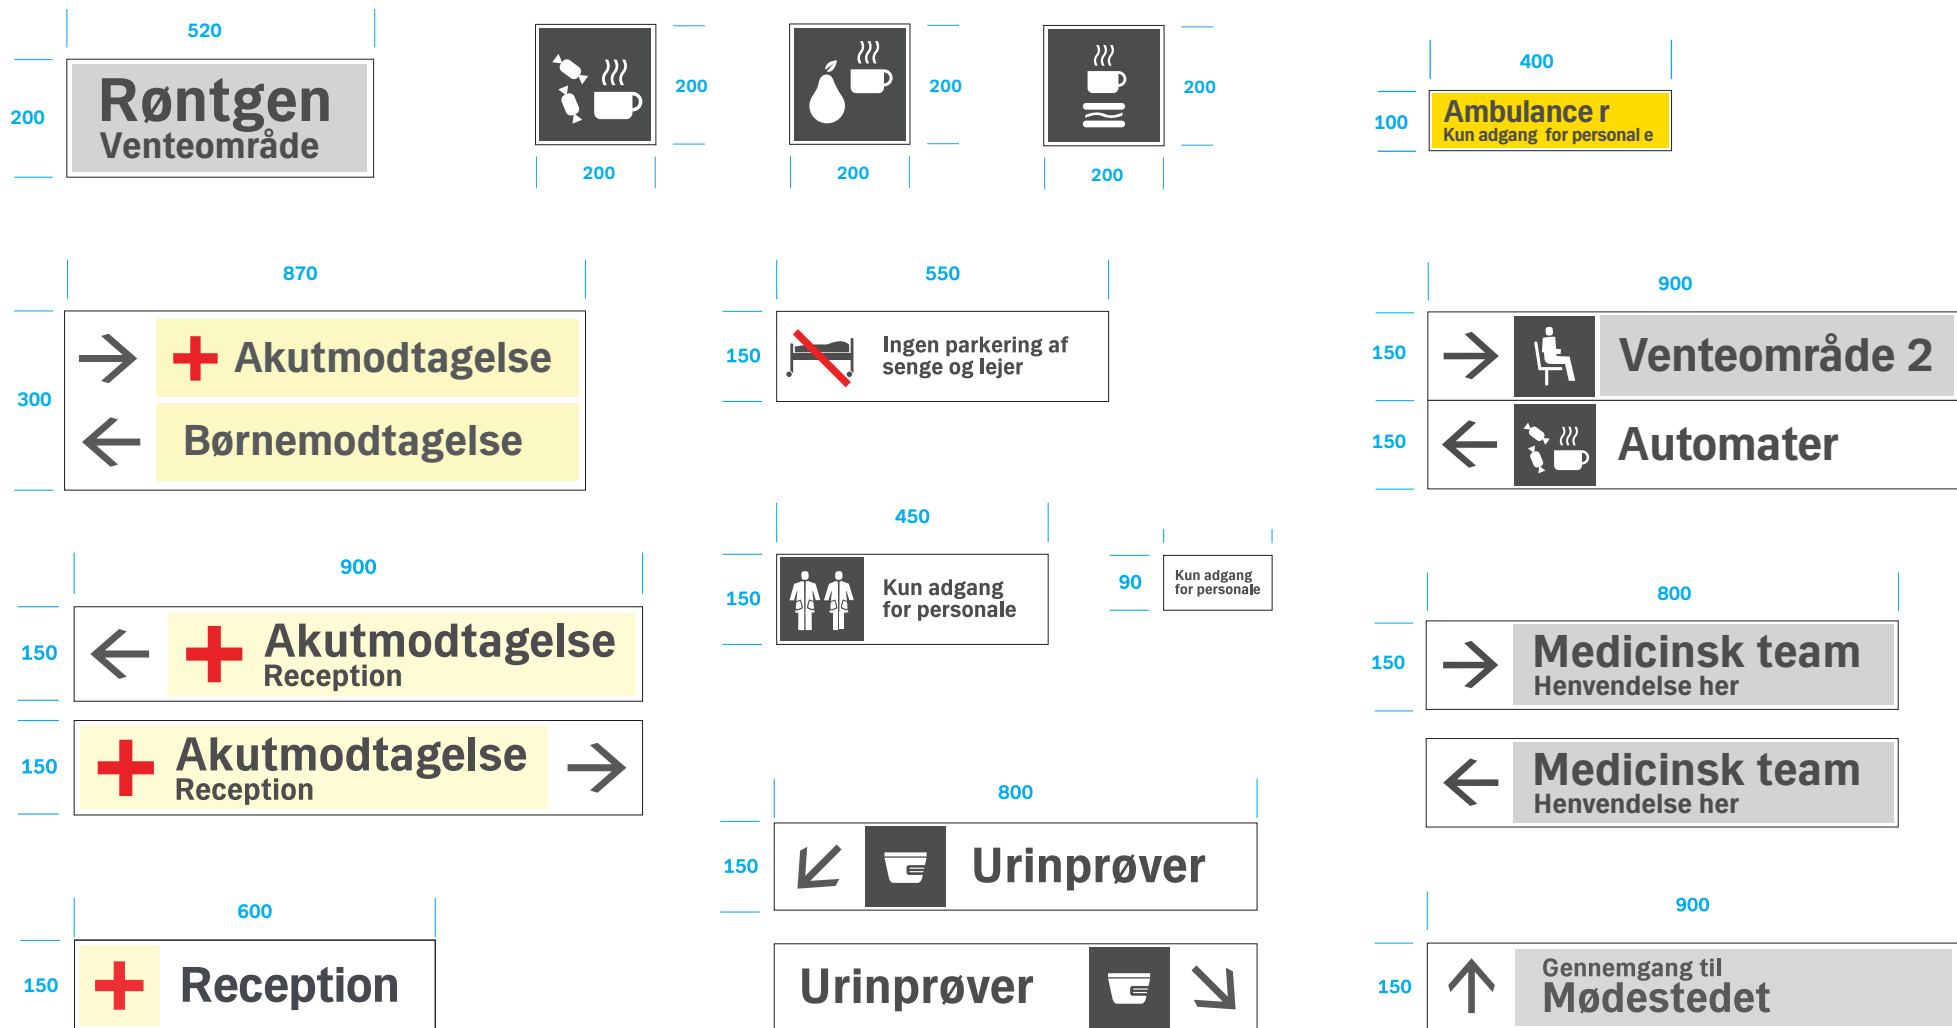 520
200
Røntgen
Venteområde
200
200
200
200
200
200
400
100
Ambulance r
Kun adgang for personal e
870
300
Akutmodtagelse
Børnemodtagelse
550
150
Ingen parkering af
senge og lejer
900
150
Venteområde 2
150
Automater
900
150
Akutmodtagelse
Reception
150
Akutmodtagelse
Reception
450
150
Kun adgang
for personale
90
Kun adgang
for personale
800
150
Medicinsk team
Henvendelse her
Medicinsk team
Henvendelse her
600
150
Reception
800
150
Urinprøver
Urinprøver
900
150
Gennemgang til
Mødestedet